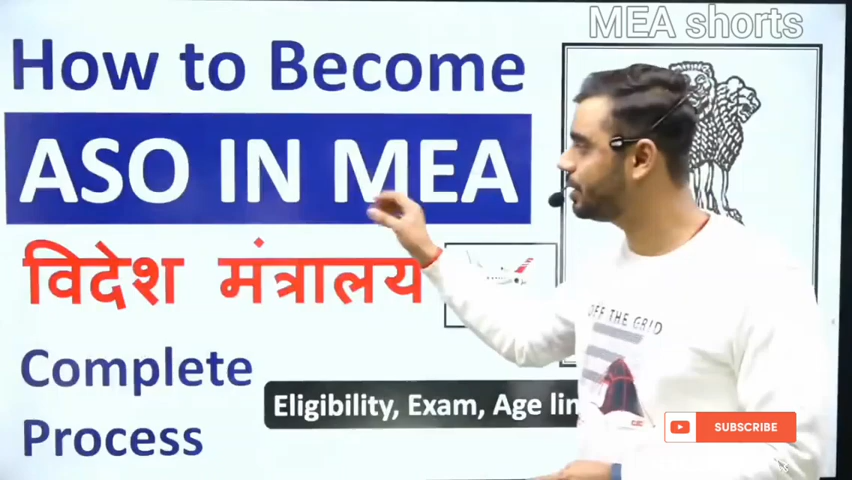 MEA shorts
How to Become
ASO IN MEA
विदेश मंत्रालय
Complete
Process
Eligibility, Exam, Age
OFF THE GRID
SUBSCRIBE